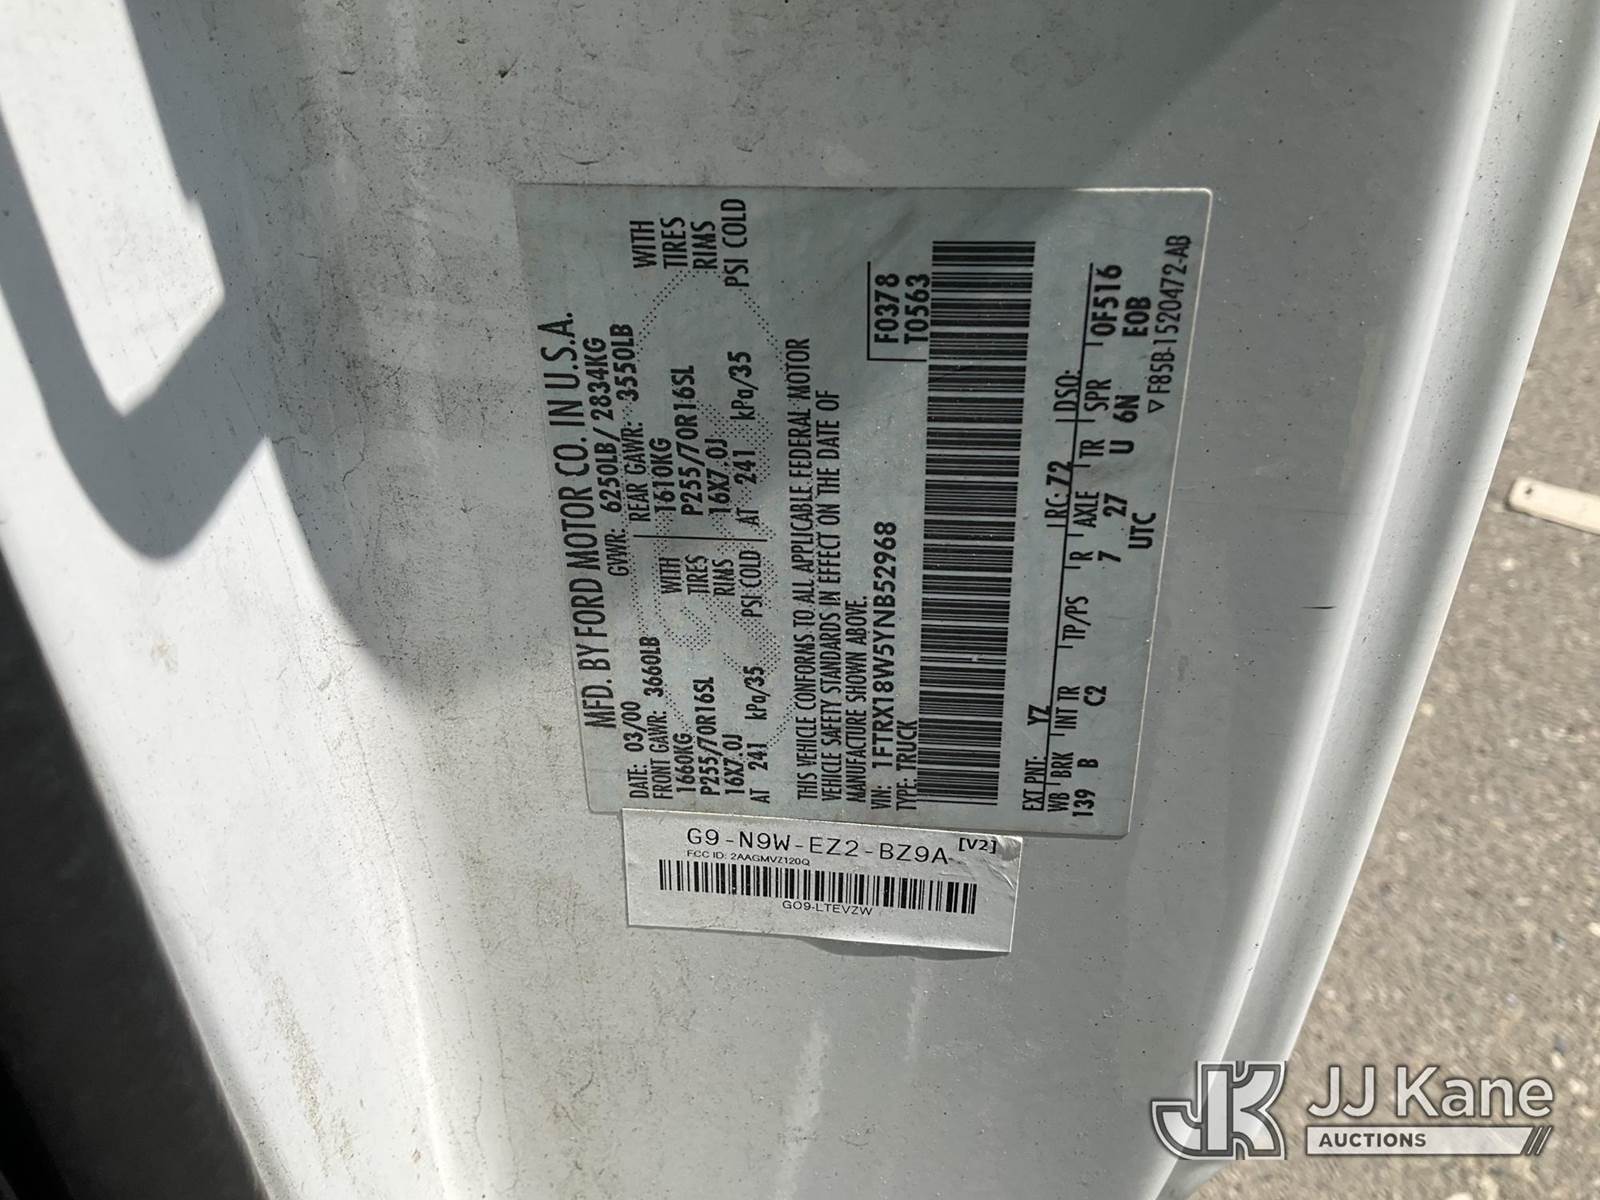 MFD. BY FORD MOTOR CO. IN U.S.A.
DATE: 03/00 GVWR: 6250LB/ 2834KG
FRONT GAWR: 3660LB REAR GAWR: 3550LB
1660KG WITH 1610KG WITH
P255/70R16SL TIRES P255/70R16SL TIRES
16X7.0J RIMS 16X7.0J RIMS
AT 241 kPa/35 PSI COLD AT 241 kPa/35 PSI COLD
THIS VEHICLE CONFORMS TO ALL APPLICABLE FEDERAL MOTOR
VEHICLE SAFETY STANDARDS IN EFFECT ON THE DATE OF
MANUFACTURE SHOWN ABOVE.
VIN: 1FTRX18W5YNB52968 F0378
TYPE: TRUCK T0563
EXT PNT: YZ RC: 72 DSO:
WB BRK INT TR TP/PS R AXLE TR SPR 0F516
139 B C2 7 27 U 6N E0B
UTC
▽ F85B-1520472-AB
G9-N9W-EZ2-BZ9A [V2]
FCC ID: 2AAGMVZ120Q
GO9-LTEVZW
JK JJ Kane
AUCTIONS